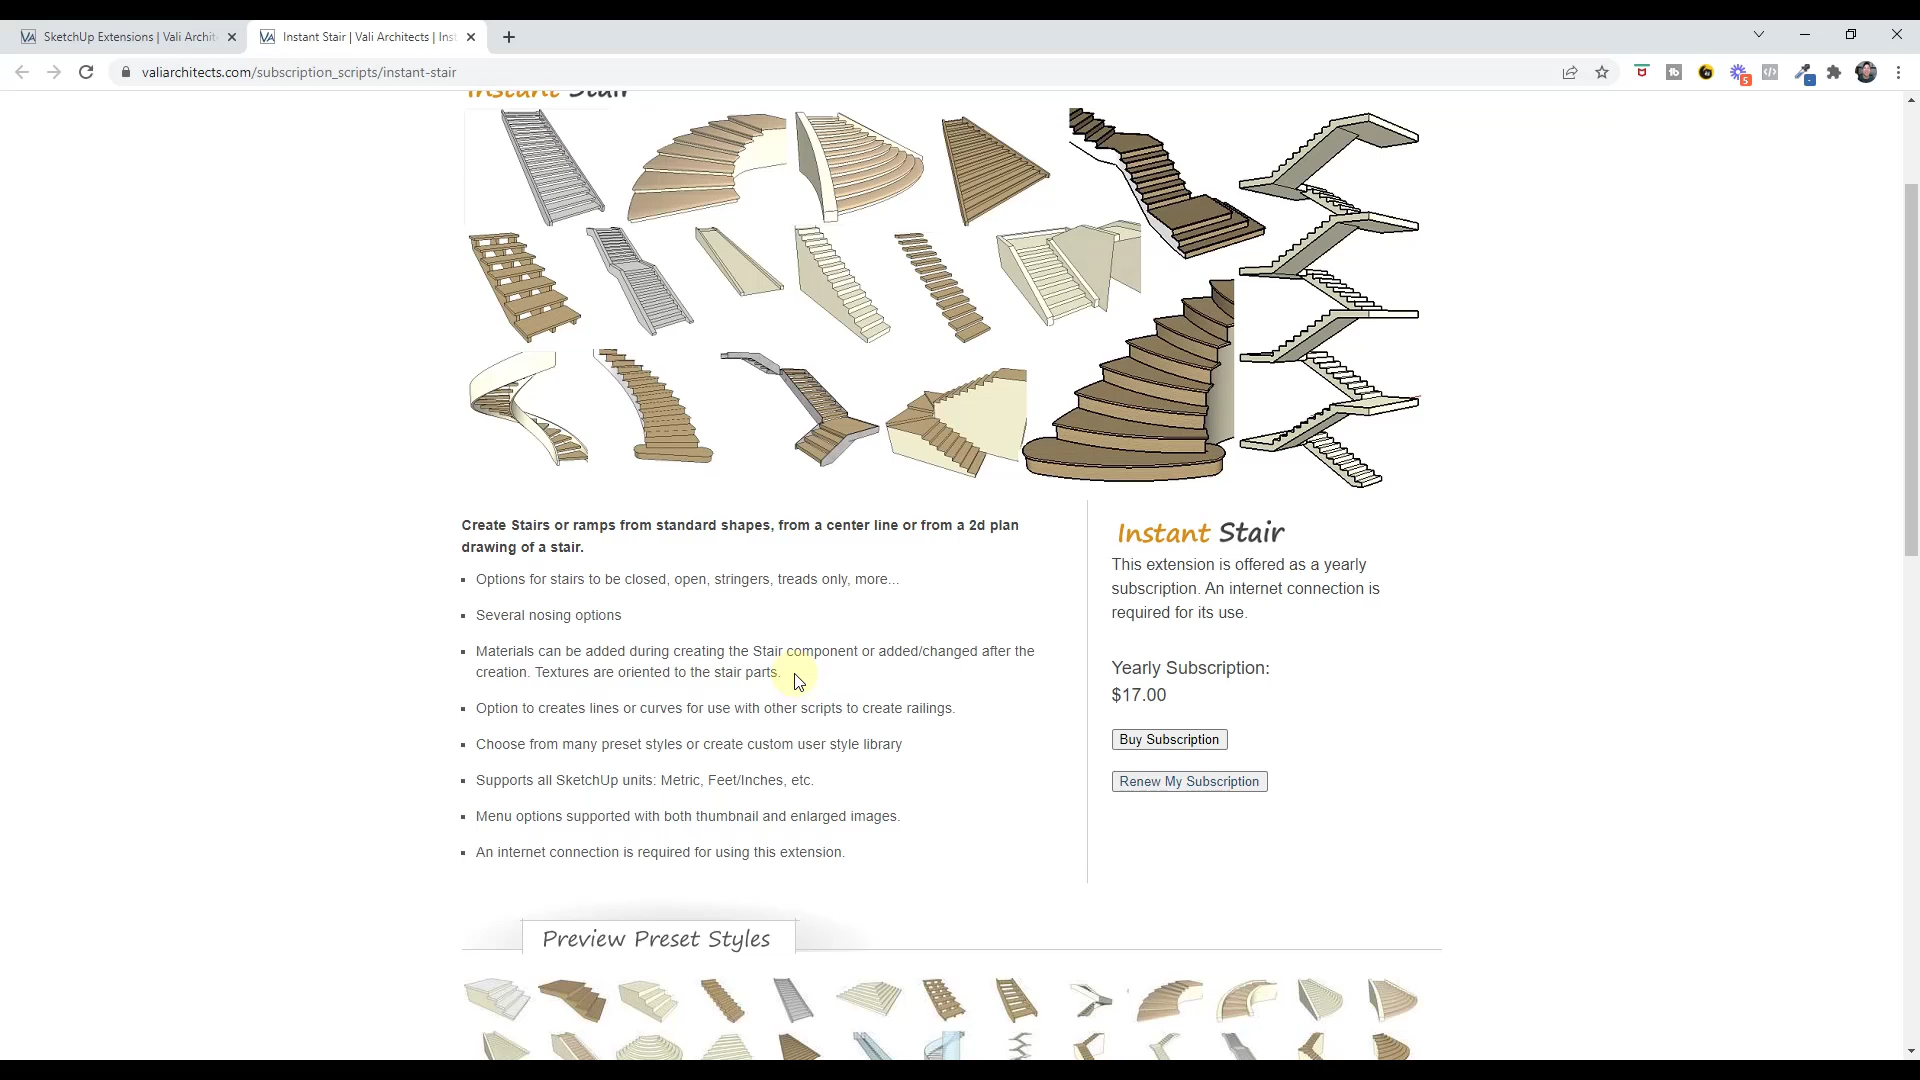 SketchUp Extensions | Vali Archit
Instant Stair | Vali Architects | Inst
valiarchitects.com/subscription_scripts/instant-stair
Instant Stair
Create Stairs or ramps from standard shapes, from a center line or from a 2d plan
drawing of a stair.
Options for stairs to be closed, open, stringers, treads only, more...
Several nosing options
Materials can be added during creating the Stair component or added/changed after the
creation. Textures are oriented to the stair parts.
Option to creates lines or curves for use with other scripts to create railings.
Choose from many preset styles or create custom user style library
Supports all SketchUp units: Metric, Feet/Inches, etc.
Menu options supported with both thumbnail and enlarged images.
An internet connection is required for using this extension.
Instant Stair
This extension is offered as a yearly
subscription. An internet connection is
required for its use.
Yearly Subscription:
$17.00
Buy Subscription
Renew My Subscription
Preview Preset Styles